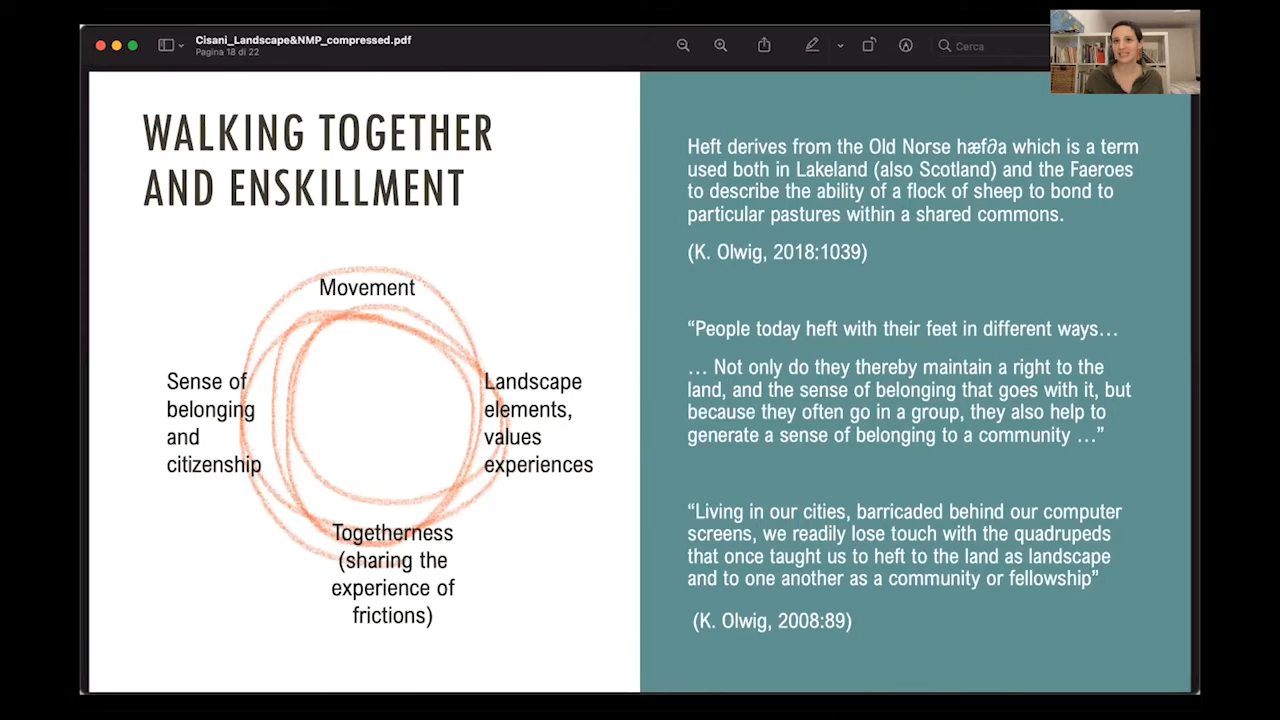 Cisani_Landscape&NMP_compressed.pdf
Pagina 18 di 22
Cerca
WALKING TOGETHER
AND ENSKILLMENT
Movement
Sense of
belonging
and
citizenship
Landscape
elements,
values
experiences
Togetherness
(sharing the
experience of
frictions)
Heft derives from the Old Norse hæf∂a which is a term
used both in Lakeland (also Scotland) and the Faeroes
to describe the ability of a flock of sheep to bond to
particular pastures within a shared commons.
(K. Olwig, 2018:1039)
“People today heft with their feet in different ways…
… Not only do they thereby maintain a right to the
land, and the sense of belonging that goes with it, but
because they often go in a group, they also help to
generate a sense of belonging to a community …”
“Living in our cities, barricaded behind our computer
screens, we readily lose touch with the quadrupeds
that once taught us to heft to the land as landscape
and to one another as a community or fellowship”
(K. Olwig, 2008:89)